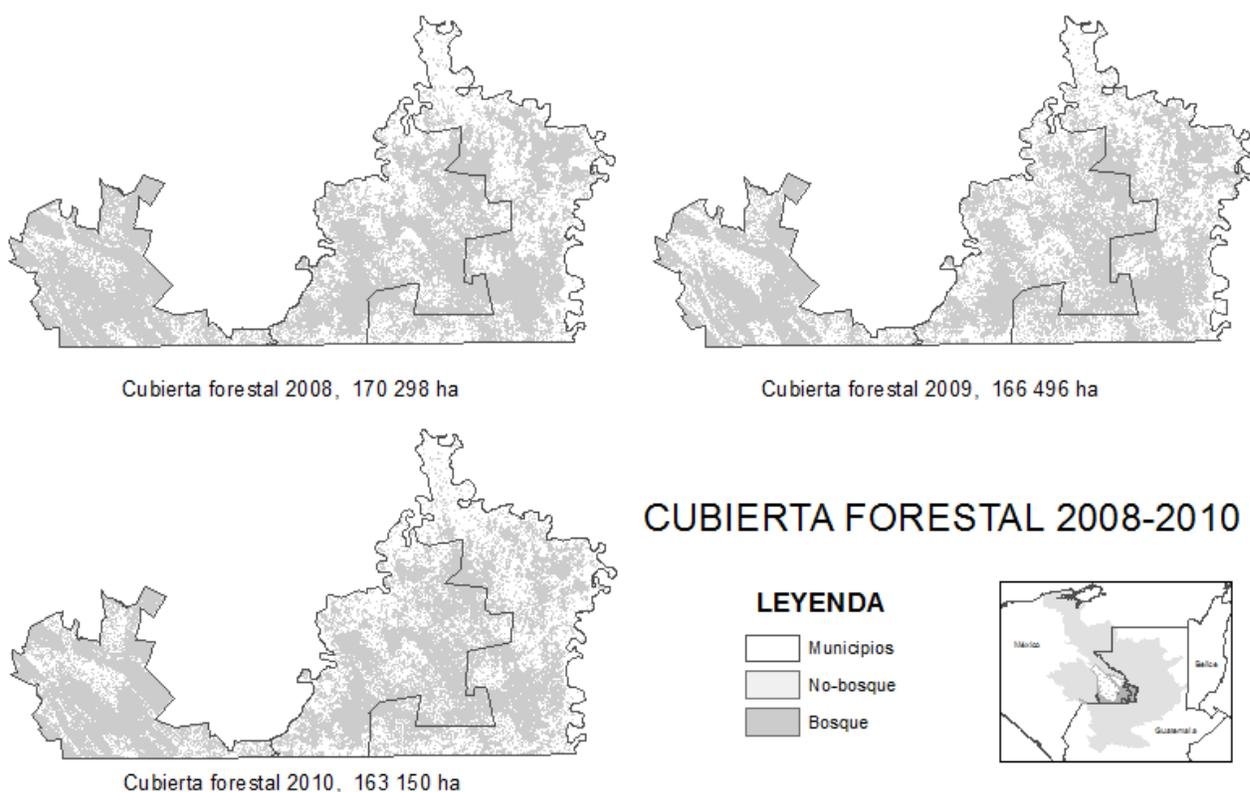 Cubierta forestal 2008, 170 298 ha
Cubierta forestal 2009, 166 496 ha
CUBIERTA FORESTAL 2008-2010
LEYENDA
Municipios
No-bosque
Bosque
México
Belice
Guatemala
Cubierta forestal 2010, 163 150 ha